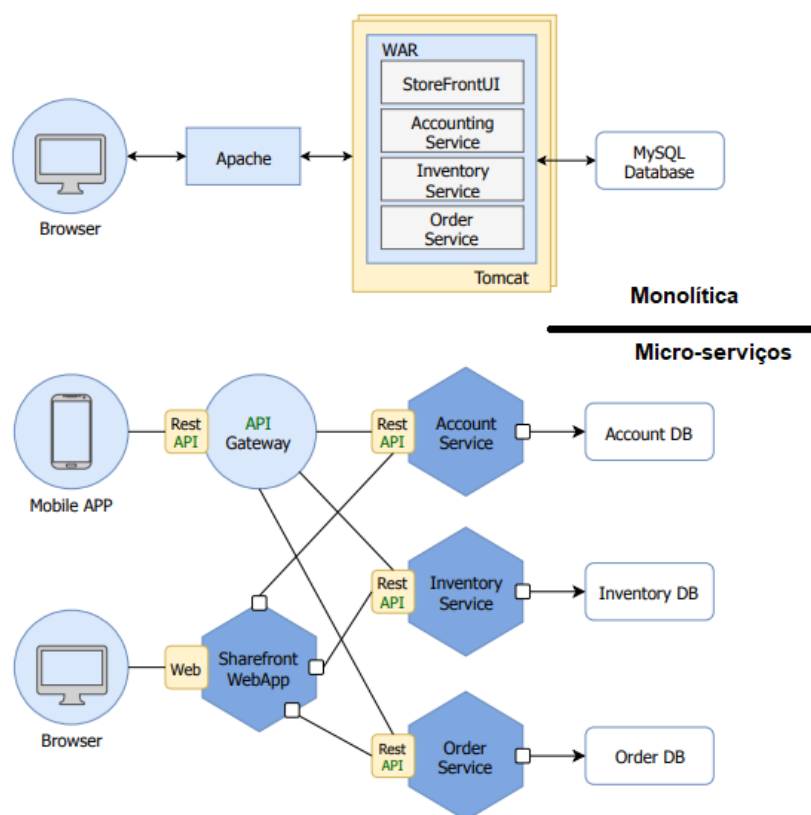 WAR
StoreFrontUI
Accounting
Service
Inventory
Service
Order
Service
Tomcat
Browser
Apache
MySQL
Database
Monolítica
Micro-serviços
Mobile APP
Rest
API
API
Gateway
Rest
API
Account
Service
Account DB
Rest
API
Inventory
Service
Inventory DB
Browser
Web
Sharefront
WebApp
Rest
API
Order
Service
Order DB